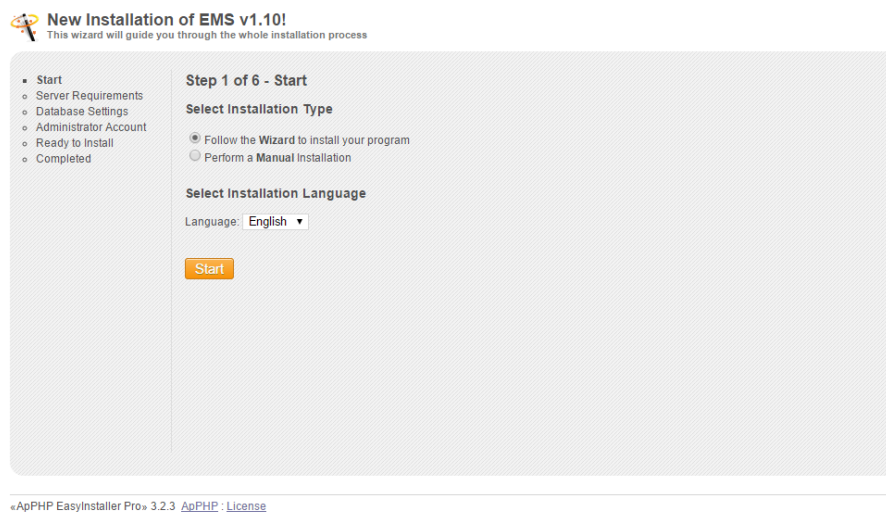 New Installation of EMS v1.10!
This wizard will guide you through the whole installation process
Start
Server Requirements
Database Settings
Administrator Account
Ready to Install
Completed
Step 1 of 6 - Start
Select Installation Type
Follow the Wizard to install your program
Perform a Manual Installation
Select Installation Language
Language: English
Start
«ApPHP EasyInstaller Pro» 3.2.3 ApPHP : License